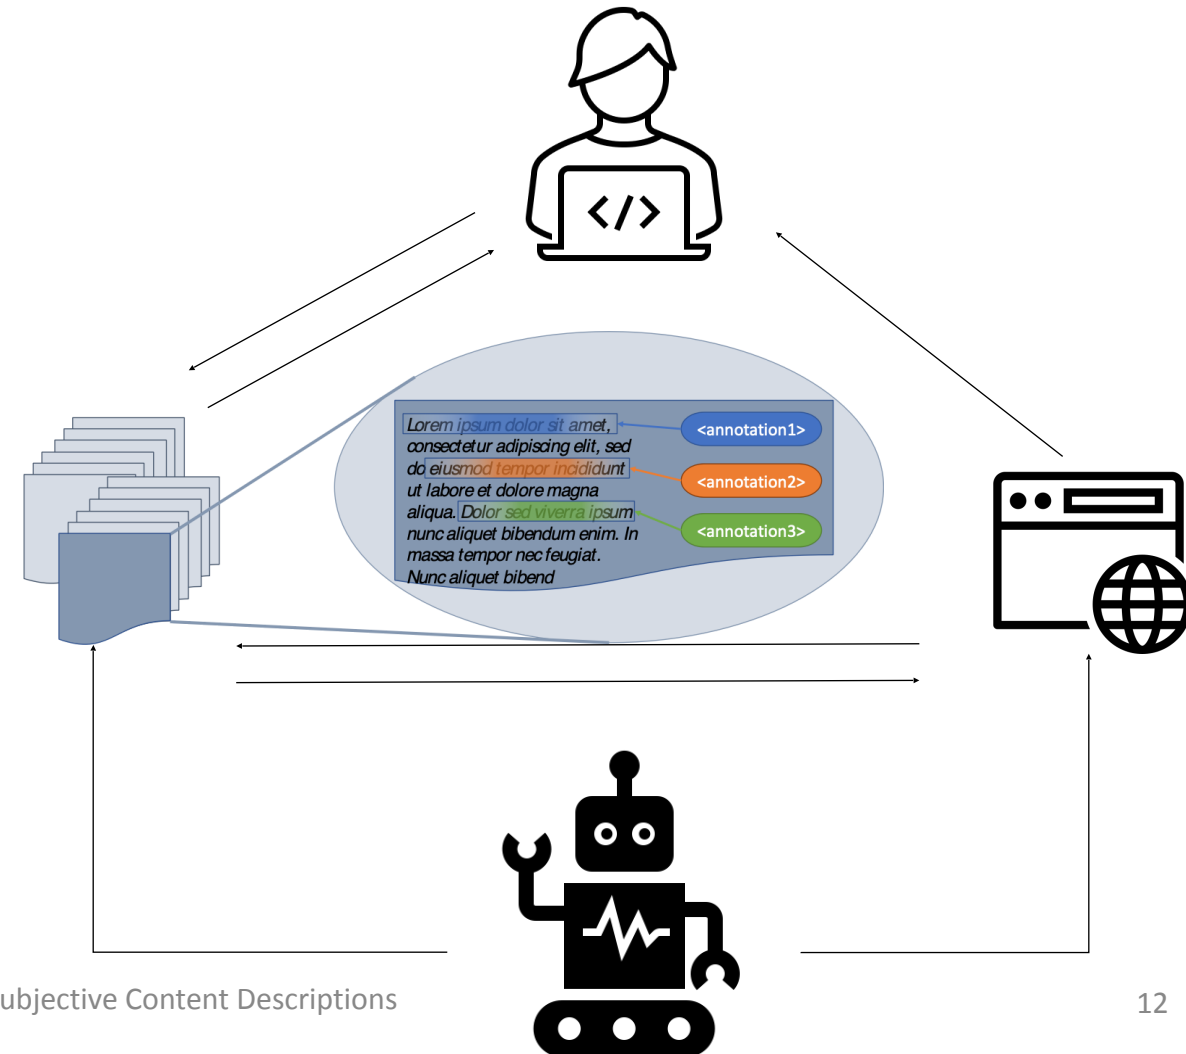 </>
Lorem ipsum dolor sit amet,
consectetur adipiscing elit, sed
do eiusmod tempor incididunt
ut labore et dolore magna
aliqua. Dolor sed viverra ipsum
nunc aliquet bibendum enim. In
massa tempor nec feugiat.
Nunc aliquet bibend
<annotation1>
<annotation2>
<annotation3>
ubjective Content Descriptions
12